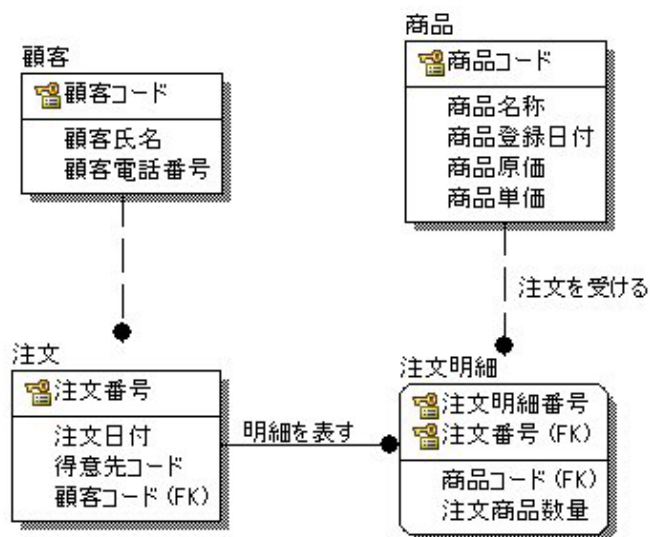 顧客
顧客コード
顧客氏名
顧客電話番号
商品
商品コード
商品名称
商品登録日付
商品原価
商品単価
注文を受ける
注文
注文番号
注文日付
得意先コード
顧客コード(FK)
明細を表す
注文明細
注文明細番号
注文番号(FK)
商品コード(FK)
注文商品数量